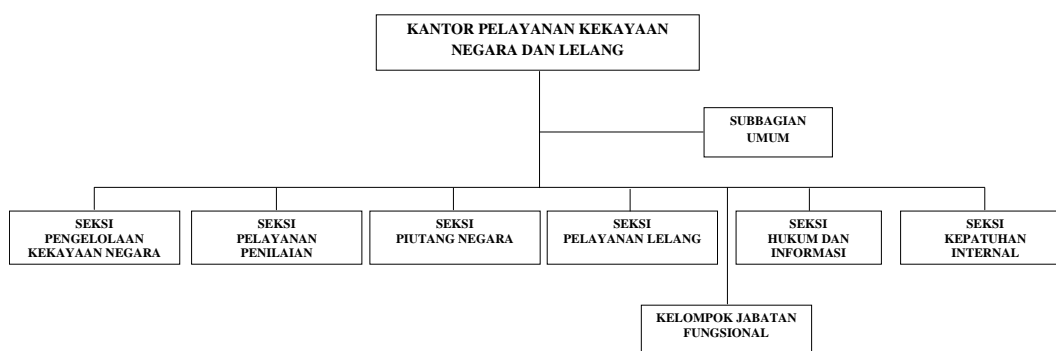 KANTOR PELAYANAN KEKAYAAN
NEGARA DAN LELANG
SUBBAGIAN
UMUM
SEKSI
PENGELOLAAN
KEKAYAAN NEGARA
SEKSI
PELAYANAN
PENILAIAN
SEKSI
PIUTANG NEGARA
SEKSI
PELAYANAN LELANG
SEKSI
HUKUM DAN
INFORMASI
SEKSI
KEPATUHAN
INTERNAL
KELOMPOK JABATAN
FUNGSIONAL